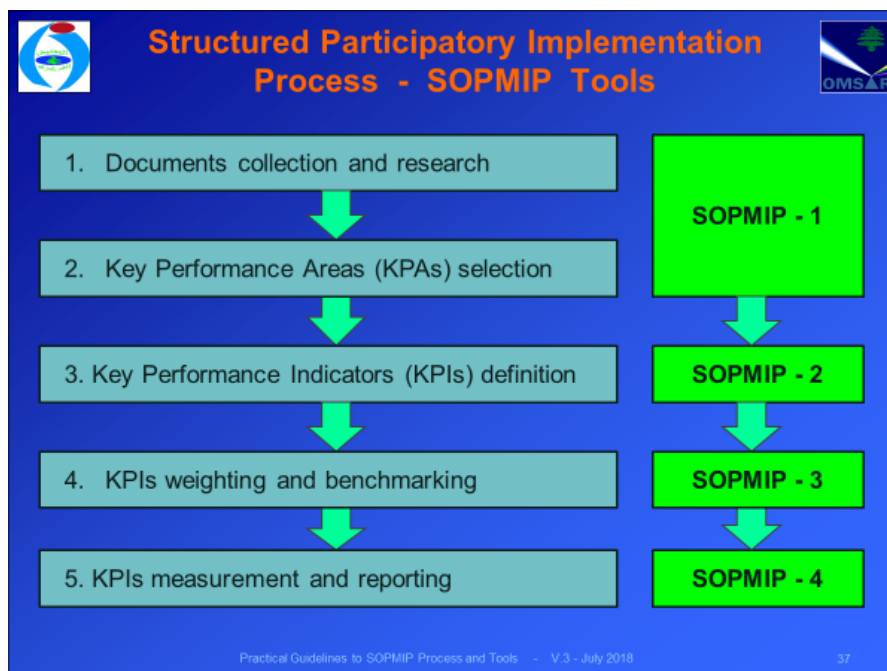 Structured Participatory Implementation
Process - SOPMIP Tools
OMSAR
1. Documents collection and research
SOPMIP - 1
2. Key Performance Areas (KPAs) selection
3. Key Performance Indicators (KPIs) definition
SOPMIP - 2
4. KPIs weighting and benchmarking
SOPMIP - 3
5. KPIs measurement and reporting
SOPMIP - 4
Practical Guidelines to SOPMIP Process and Tools - V.3 - July 2018
37